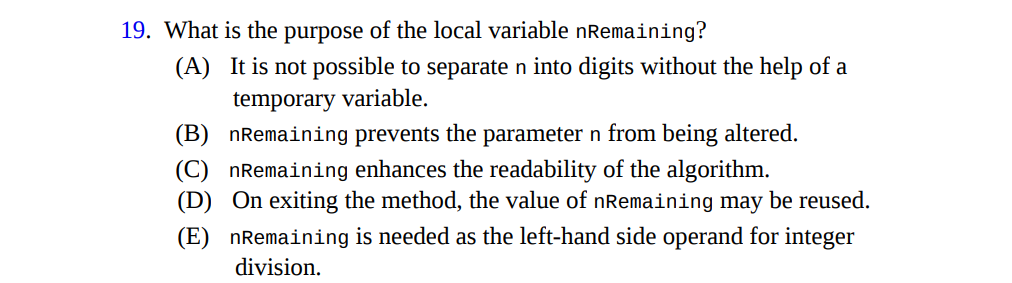 19. What is the purpose of the local variable nRemaining?
(A) It is not possible to separate n into digits without the help of a
temporary variable.
(B) nRemaining prevents the parameter n from being altered.
(C) nRemaining enhances the readability of the algorithm.
(D) On exiting the method, the value of nRemaining may be reused.
(E) nRemaining is needed as the left-hand side operand for integer
division.